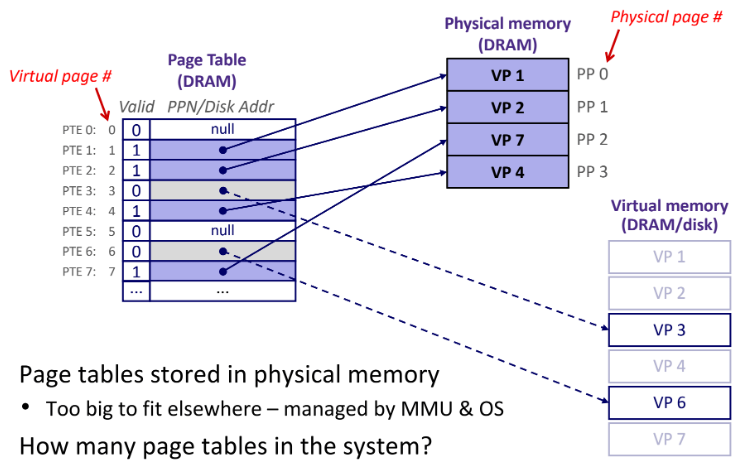 Virtual page #
Page Table
(DRAM)
Valid PPN/Disk Addr
PTE 0: 0 0 null
PTE 1: 1 1
PTE 2: 2 1
PTE 3: 3 0
PTE 4: 4 1
PTE 5: 5 0 null
PTE 6: 6 0
PTE 7: 7 1
... ...
Physical memory
(DRAM)
Physical page #
VP 1 PP 0
VP 2 PP 1
VP 7 PP 2
VP 4 PP 3
Virtual memory
(DRAM/disk)
VP 1
VP 2
VP 3
VP 4
VP 6
VP 7
Page tables stored in physical memory
• Too big to fit elsewhere – managed by MMU & OS
How many page tables in the system?